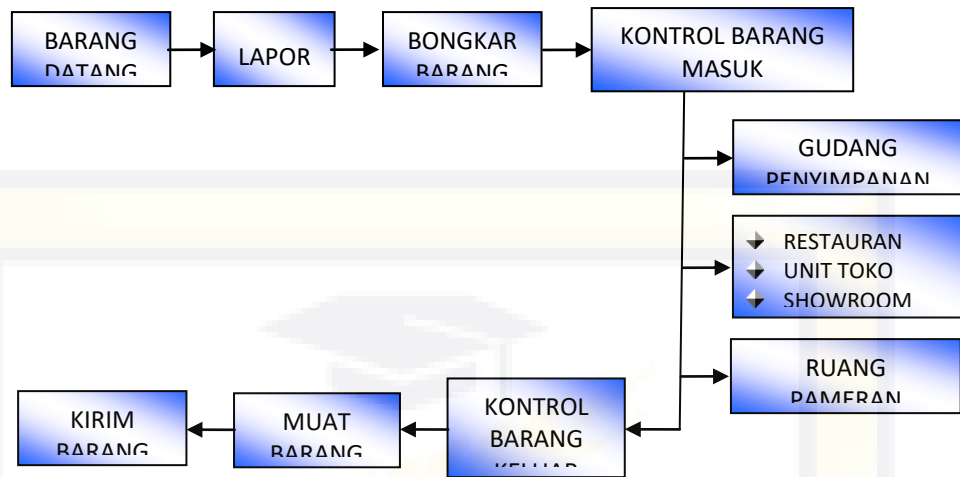 BARANG
DATANG
LAPOR
BONGKAR
BARANG
KONTROL BARANG
MASUK
GUDANG
PENYIMPANAN
RESTAURAN
UNIT TOKO
SHOWROOM
RUANG
PAMERAN
KONTROL
BARANG
KELUAR
MUAT
BARANG
KIRIM
BARANG